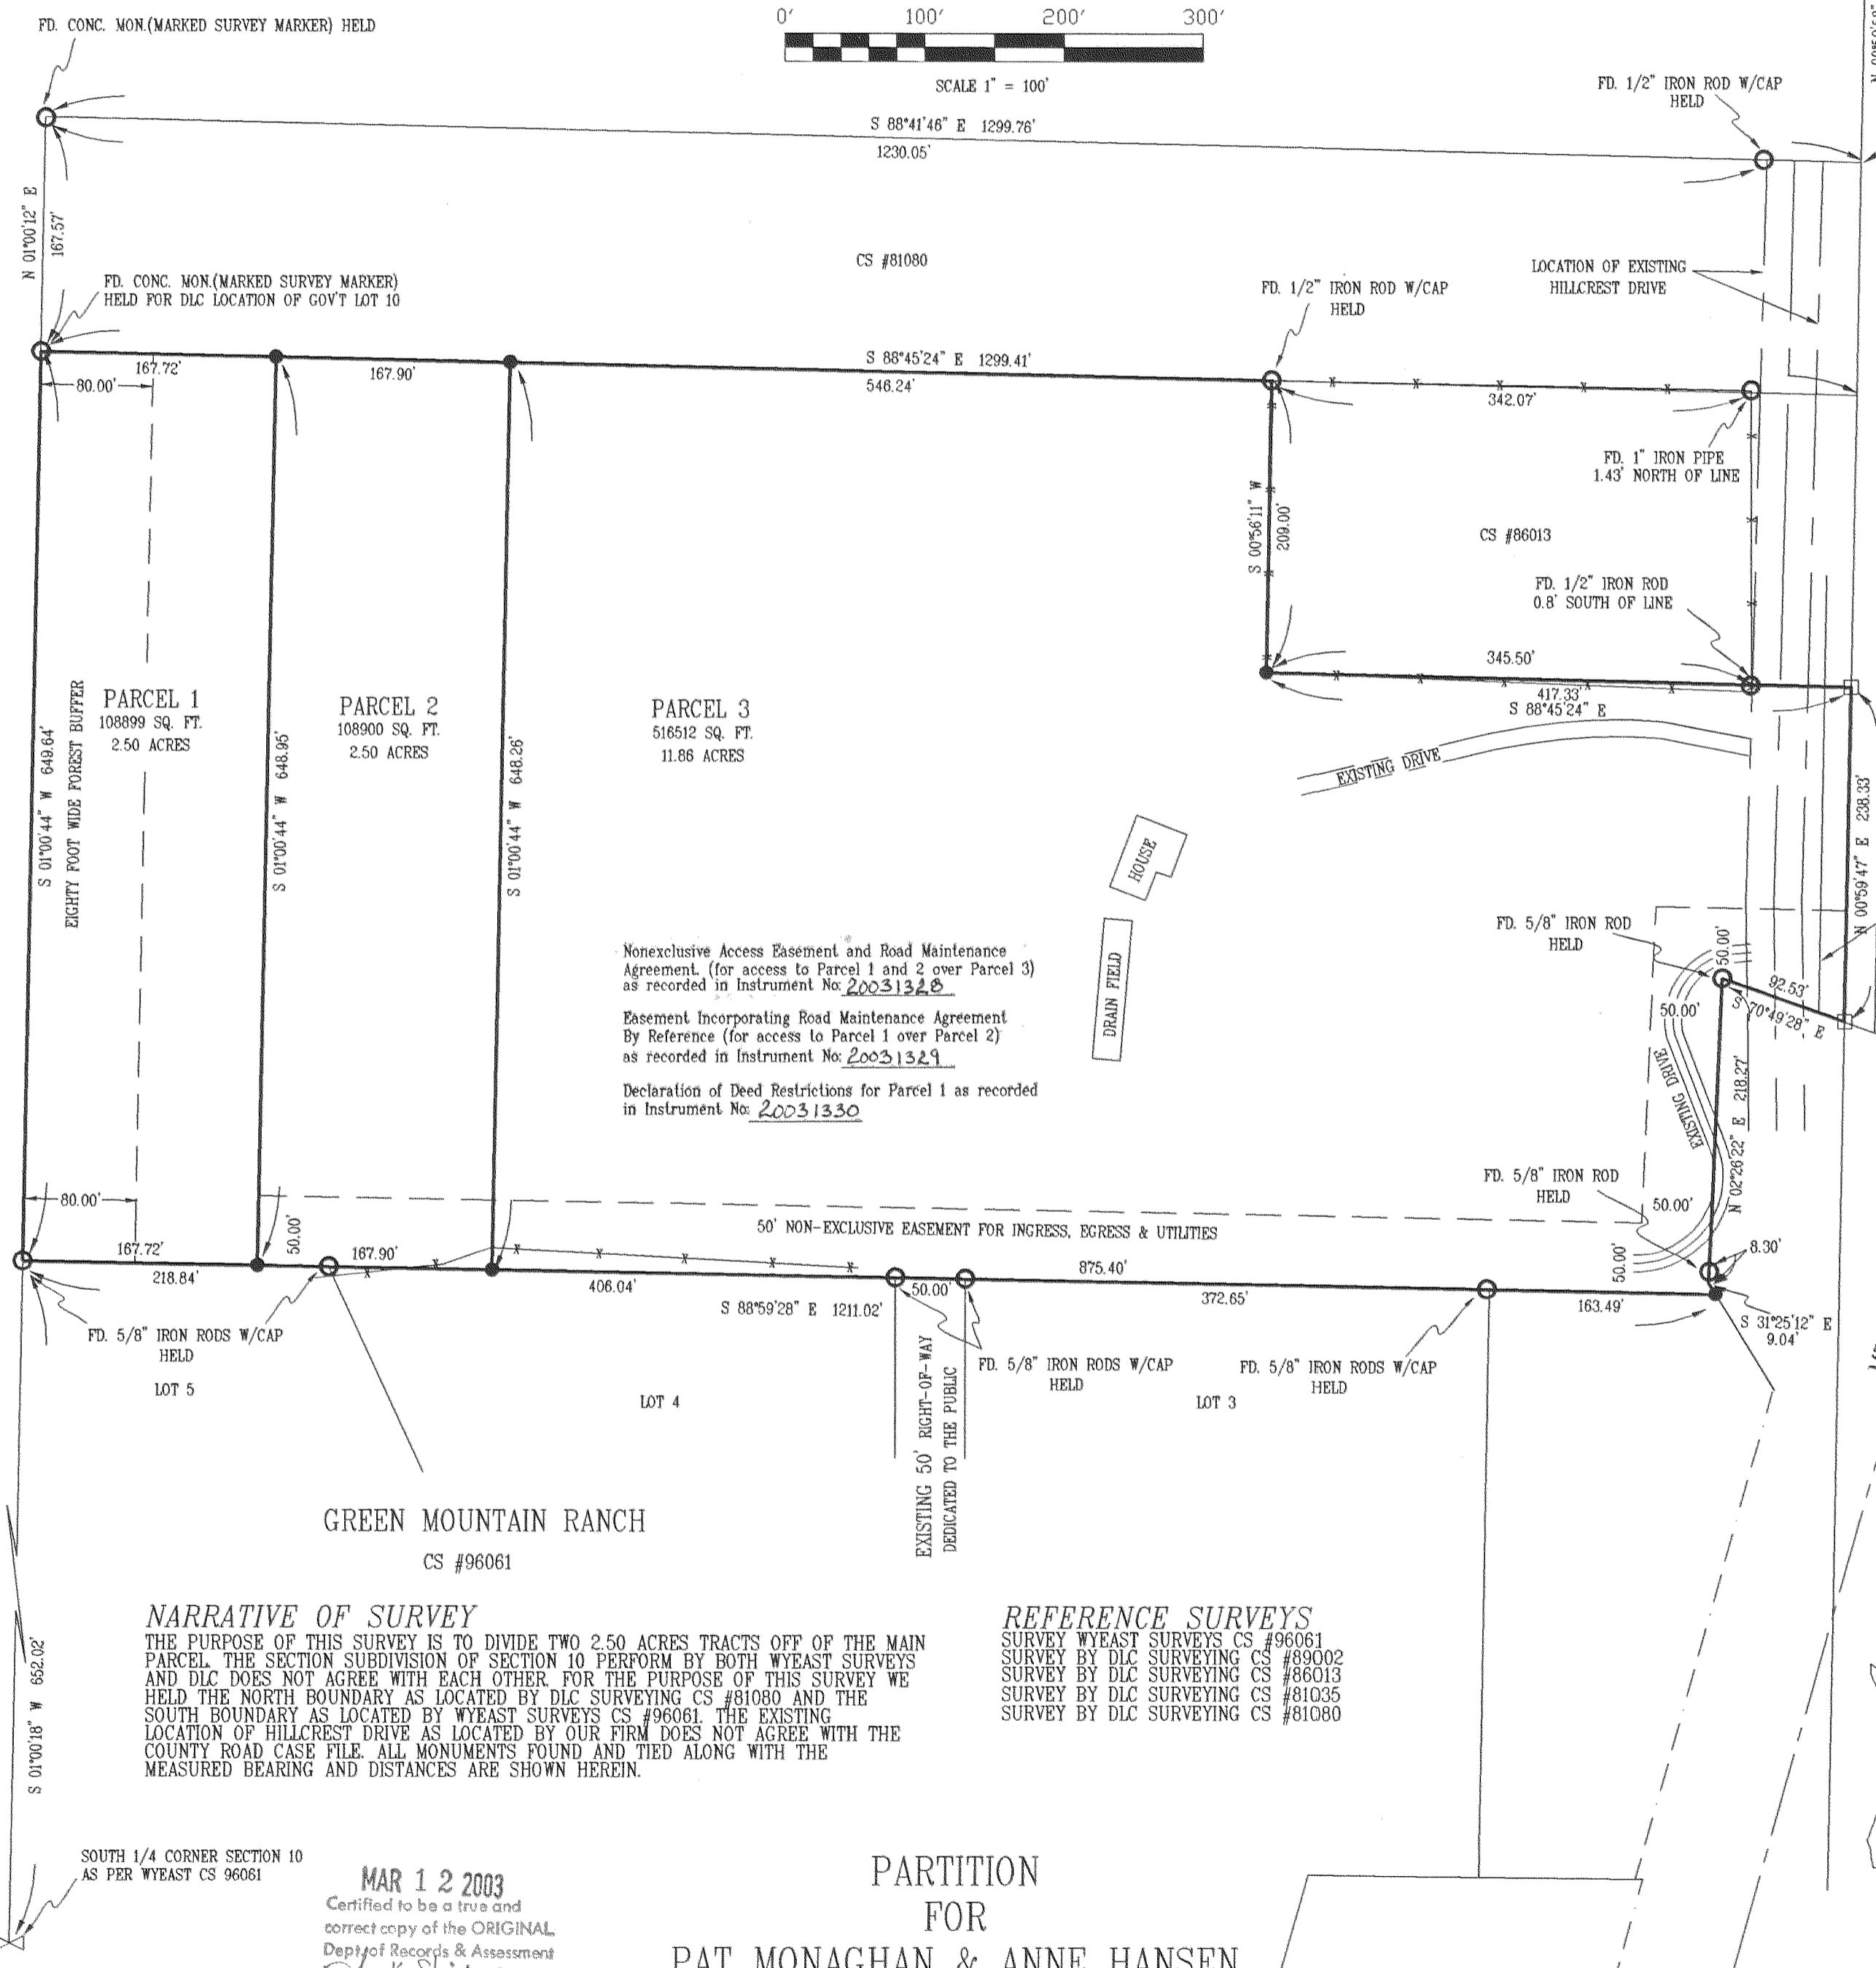 0' 100' 200' 300'
SCALE 1" = 100'
FD. CONC. MON.(MARKED SURVEY MARKER) HELD
FD. 1/2" IRON ROD W/CAP
HELD
S 88°41'46" E 1299.76'
1230.05'
N 01°00'12" E
167.57'
CS #81080
LOCATION OF EXISTING
HILLCREST DRIVE
FD. CONC. MON.(MARKED SURVEY MARKER)
HELD FOR DLC LOCATION OF GOV'T LOT 10
FD. 1/2" IRON ROD W/CAP
HELD
S 88°45'24" E 1299.41'
167.72'
80.00'
167.90'
546.24'
342.07'
FD. 1" IRON PIPE
1.43' NORTH OF LINE
S 00°56'11" W
209.00'
CS #86013
FD. 1/2" IRON ROD
0.8' SOUTH OF LINE
345.50'
417.33'
S 88°45'24" E
PARCEL 1
108899 SQ. FT.
2.50 ACRES
PARCEL 2
108900 SQ. FT.
2.50 ACRES
PARCEL 3
516512 SQ. FT.
11.86 ACRES
S 01°00'44" W 649.64'
EIGHTY FOOT WIDE FOREST BUFFER
S 01°00'44" W 648.95'
S 01°00'44" W 648.26'
EXISTING DRIVE
HOUSE
DRAIN FIELD
N 00°59'47" E 238.33'
FD. 5/8" IRON ROD
HELD
50.00'
50.00'
92.53'
S 70°49'28" E
EXISTING DRIVE
N 02°26'22" E 218.27'
Nonexclusive Access Easement and Road Maintenance
Agreement. (for access to Parcel 1 and 2 over Parcel 3)
as recorded in Instrument No: 20031328
Easement Incorporating Road Maintenance Agreement
By Reference (for access to Parcel 1 over Parcel 2)
as recorded in Instrument No: 20031329
Declaration of Deed Restrictions for Parcel 1 as recorded
in Instrument No: 20031330
FD. 5/8" IRON ROD
HELD
50.00'
50.00'
8.30'
80.00'
50.00'
50' NON-EXCLUSIVE EASEMENT FOR INGRESS, EGRESS & UTILITIES
167.72'
167.90'
875.40'
218.84'
406.04'
50.00'
372.65'
163.49'
S 88°59'28" E 1211.02'
S 31°25'12" E
9.04'
FD. 5/8" IRON RODS W/CAP
HELD
FD. 5/8" IRON RODS W/CAP
HELD
FD. 5/8" IRON RODS W/CAP
HELD
LOT 5
LOT 4
LOT 3
EXISTING 50' RIGHT-OF-WAY
DEDICATED TO THE PUBLIC
GREEN MOUNTAIN RANCH
CS #96061
NARRATIVE OF SURVEY
THE PURPOSE OF THIS SURVEY IS TO DIVIDE TWO 2.50 ACRES TRACTS OFF OF THE MAIN
PARCEL. THE SECTION SUBDIVISION OF SECTION 10 PERFORM BY BOTH WYEAST SURVEYS
AND DLC DOES NOT AGREE WITH EACH OTHER. FOR THE PURPOSE OF THIS SURVEY WE
HELD THE NORTH BOUNDARY AS LOCATED BY DLC SURVEYING CS #81080 AND THE
SOUTH BOUNDARY AS LOCATED BY WYEAST SURVEYS CS #96061. THE EXISTING
LOCATION OF HILLCREST DRIVE AS LOCATED BY OUR FIRM DOES NOT AGREE WITH THE
COUNTY ROAD CASE FILE. ALL MONUMENTS FOUND AND TIED ALONG WITH THE
MEASURED BEARING AND DISTANCES ARE SHOWN HEREIN.
REFERENCE SURVEYS
SURVEY WYEAST SURVEYS CS #96061
SURVEY BY DLC SURVEYING CS #89002
SURVEY BY DLC SURVEYING CS #86013
SURVEY BY DLC SURVEYING CS #81035
SURVEY BY DLC SURVEYING CS #81080
S 01°00'18" W 652.02'
SOUTH 1/4 CORNER SECTION 10
AS PER WYEAST CS 96061
MAR 12 2003
Certified to be a true and
correct copy of the ORIGINAL
Dept of Records & Assessment
PARTITION
FOR
PAT MONAGHAN & ANNE HANSEN